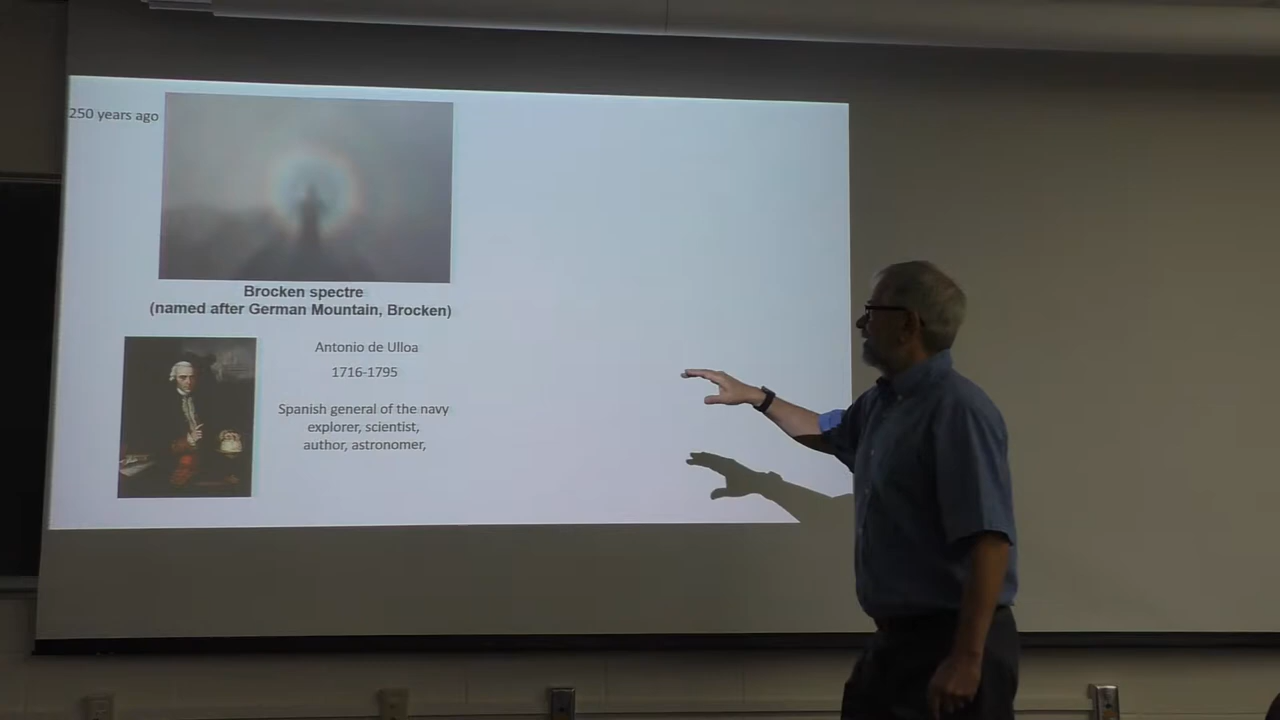 250 years ago
Brocken spectre
(named after German Mountain, Brocken)
Antonio de Ulloa
1716-1795
Spanish general of the navy
explorer, scientist,
author, astronomer,